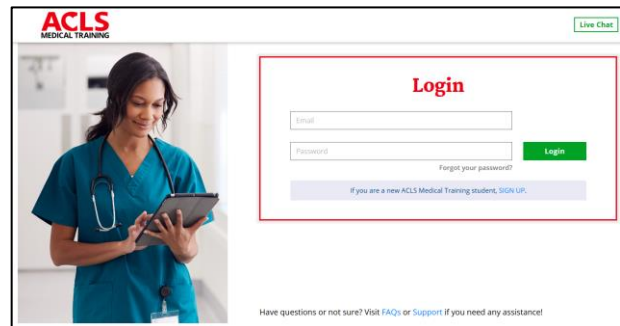 ACLS
MEDICAL TRAINING
Live Chat
Login
Email
Password
Login
Forgot your password?
If you are a new ACLS Medical Training student, SIGN UP.
Have questions or not sure? Visit FAQs or Support if you need any assistance!